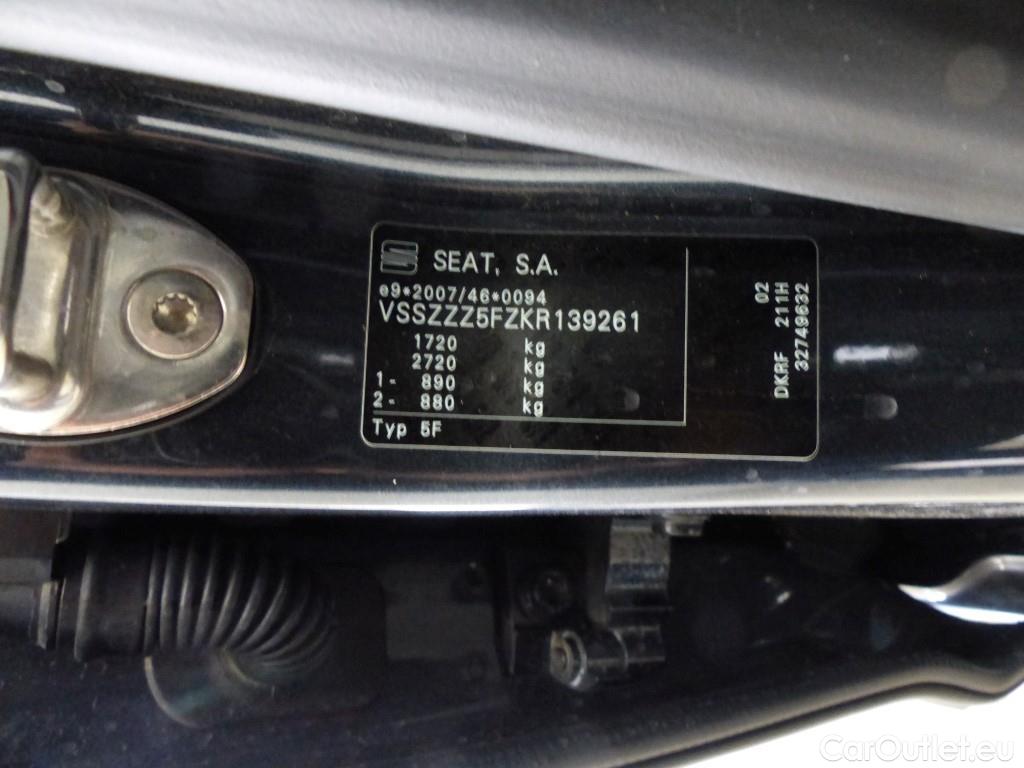 SEAT, S.A.
e9*2007/46*0094
VSSZZZ5FZKR139261
1720 kg
2720 kg
1- 890 kg
2- 880 kg
Typ 5F
02
DKRF 211H
32749632
CarOutlet.eu